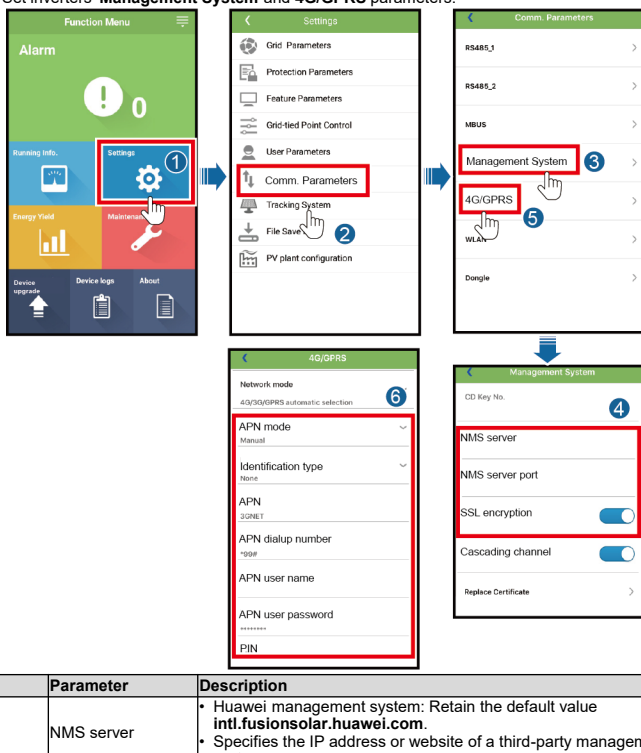 Set inverters' Management System and 4G/GPRS parameters.
Function Menu
Alarm
0
Running Info.
Settings
1
Energy Yield
Maintenan
Device upgrade
Device logs
About
Settings
Grid Parameters
Protection Parameters
Feature Parameters
Grid-tied Point Control
User Parameters
Comm. Parameters
Tracking System
File Save
2
PV plant configuration
Comm. Parameters
RS485_1
RS485_2
MBUS
Management System
3
4G/GPRS
5
WLAN
Dongle
4G/GPRS
Network mode
4G/3G/GPRS automatic selection
6
APN mode
Manual
Identification type
None
APN
3GNET
APN dialup number
*99#
APN user name
APN user password
********
PIN
Management System
CD Key No.
4
NMS server
NMS server port
SSL encryption
Cascading channel
Replace Certificate
Parameter
Description
NMS server
• Huawei management system: Retain the default value
intl.fusionsolar.huawei.com.
• Specifies the IP address or website of a third-party managem